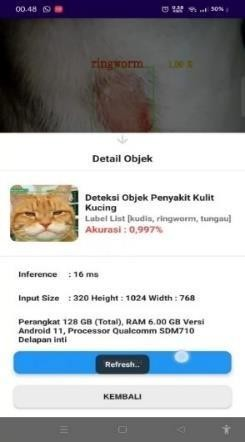 00.48
50%
ringworm
1,00 %
Detail Objek
Deteksi Objek Penyakit Kulit
Kucing
Label List [kudis, ringworm, tungau]
Akurasi : 0,997%
Inference : 16 ms
Input Size : 320 Height : 1024 Width : 768
Perangkat 128 GB (Total), RAM 6.00 GB Versi
Android 11, Processor Qualcomm SDM710
Delapan inti
Refresh..
KEMBALI